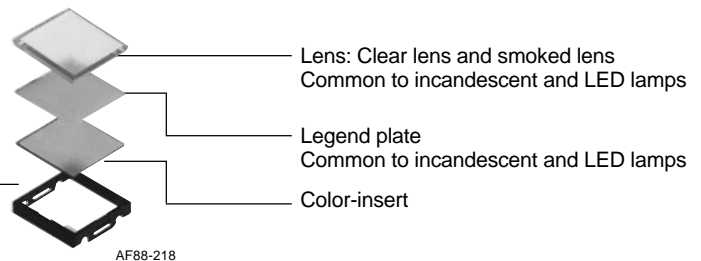 Lens: Clear lens and smoked lens
Common to incandescent and LED lamps
Legend plate
Common to incandescent and LED lamps
Color-insert
AF88-218